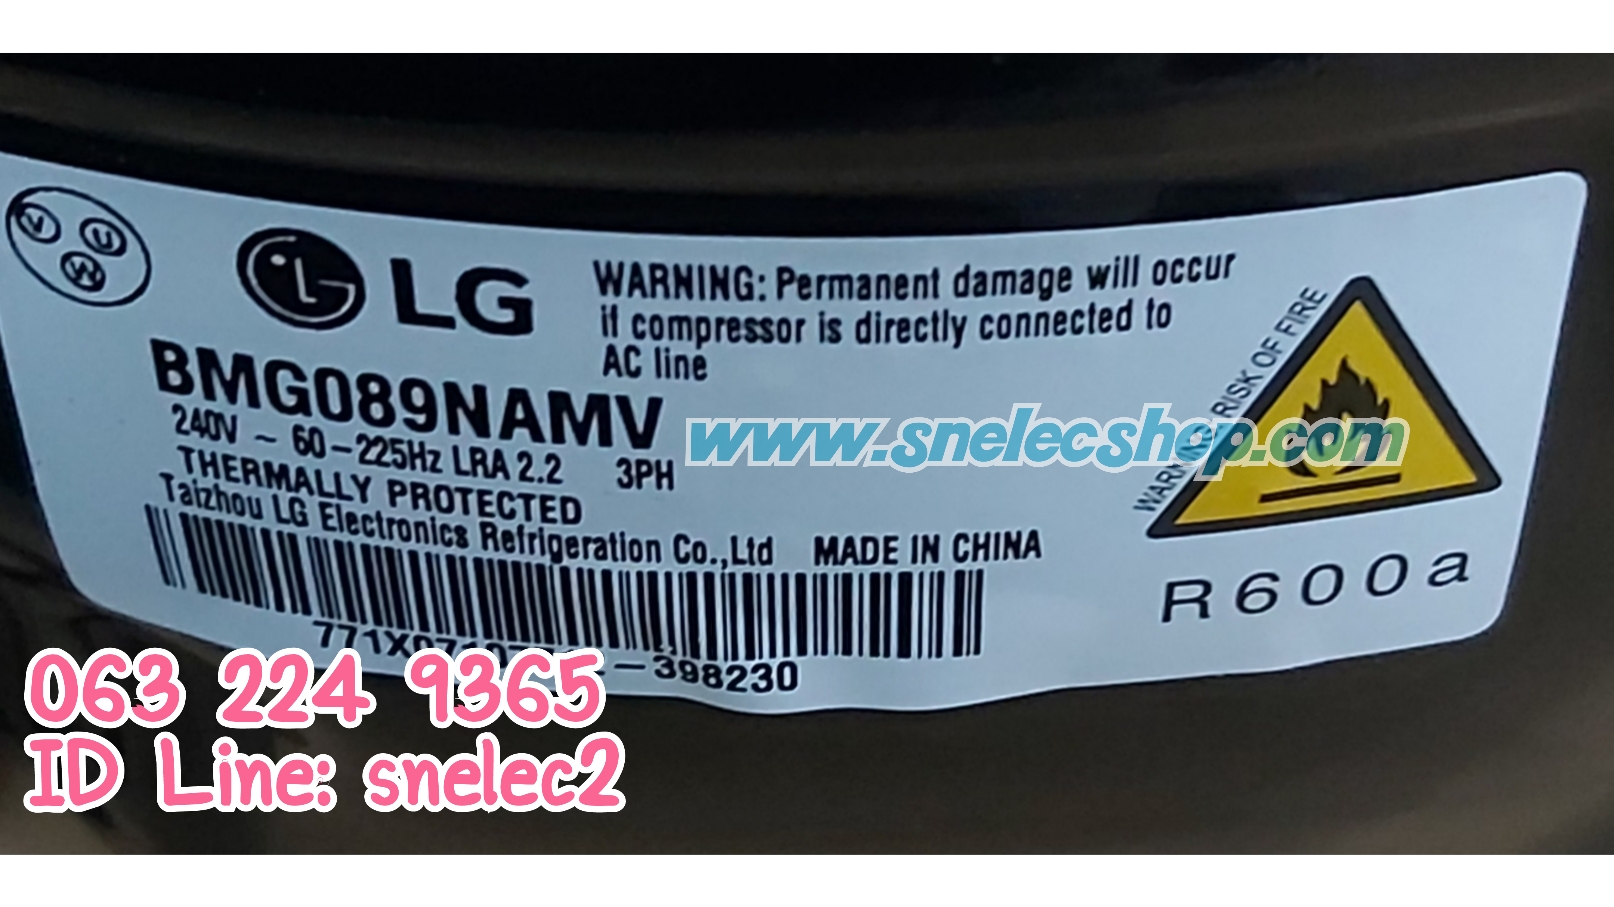 V U
W
LG
WARNING: Permanent damage will occur
if compressor is directly connected to
AC line
BMG089NAMV
240V ~ 60-225Hz LRA 2.2 3PH
THERMALLY PROTECTED
Taizhou LG Electronics Refrigeration Co.,Ltd MADE IN CHINA
-398230
WARNING: RISK OF FIRE
R600a
www.snelecshop.com
063 224 9365
ID Line: snelec2